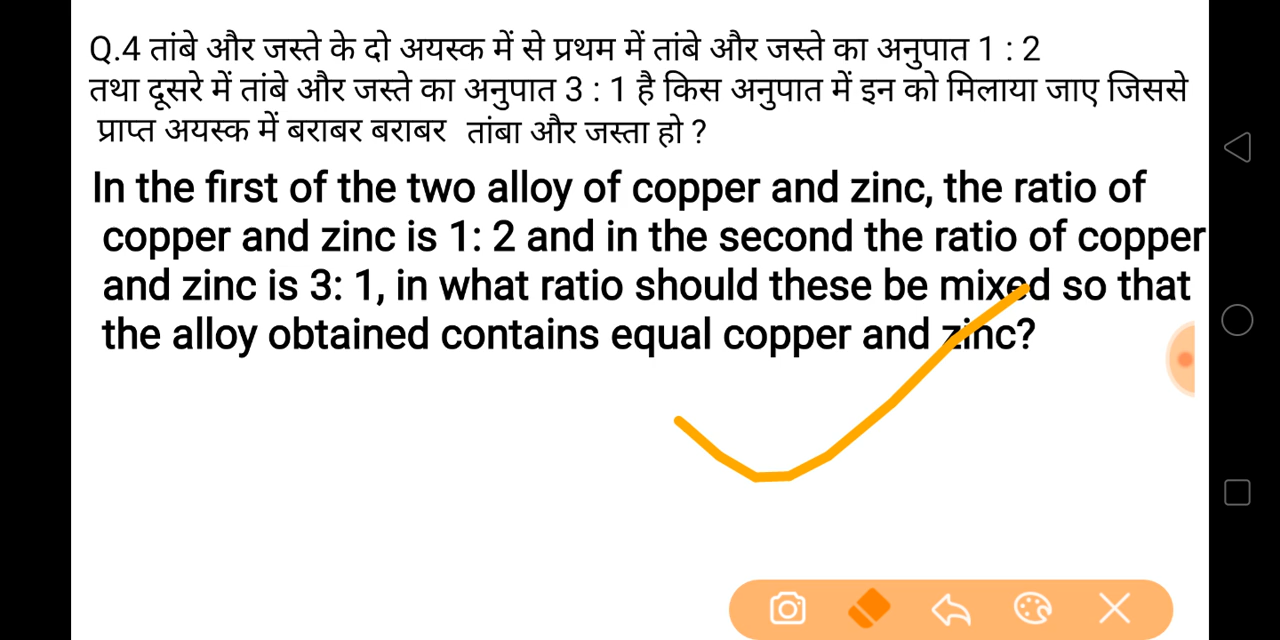 Q.4 तांबे और जस्ते के दो अयस्क में से प्रथम में तांबे और जस्ते का अनुपात 1 : 2
तथा दूसरे में तांबे और जस्ते का अनुपात 3 : 1 है किस अनुपात में इन को मिलाया जाए जिससे
प्राप्त अयस्क में बराबर बराबर तांबा और जस्ता हो ?
In the first of the two alloy of copper and zinc, the ratio of
copper and zinc is 1: 2 and in the second the ratio of copper
and zinc is 3: 1, in what ratio should these be mixed so that
the alloy obtained contains equal copper and zinc?